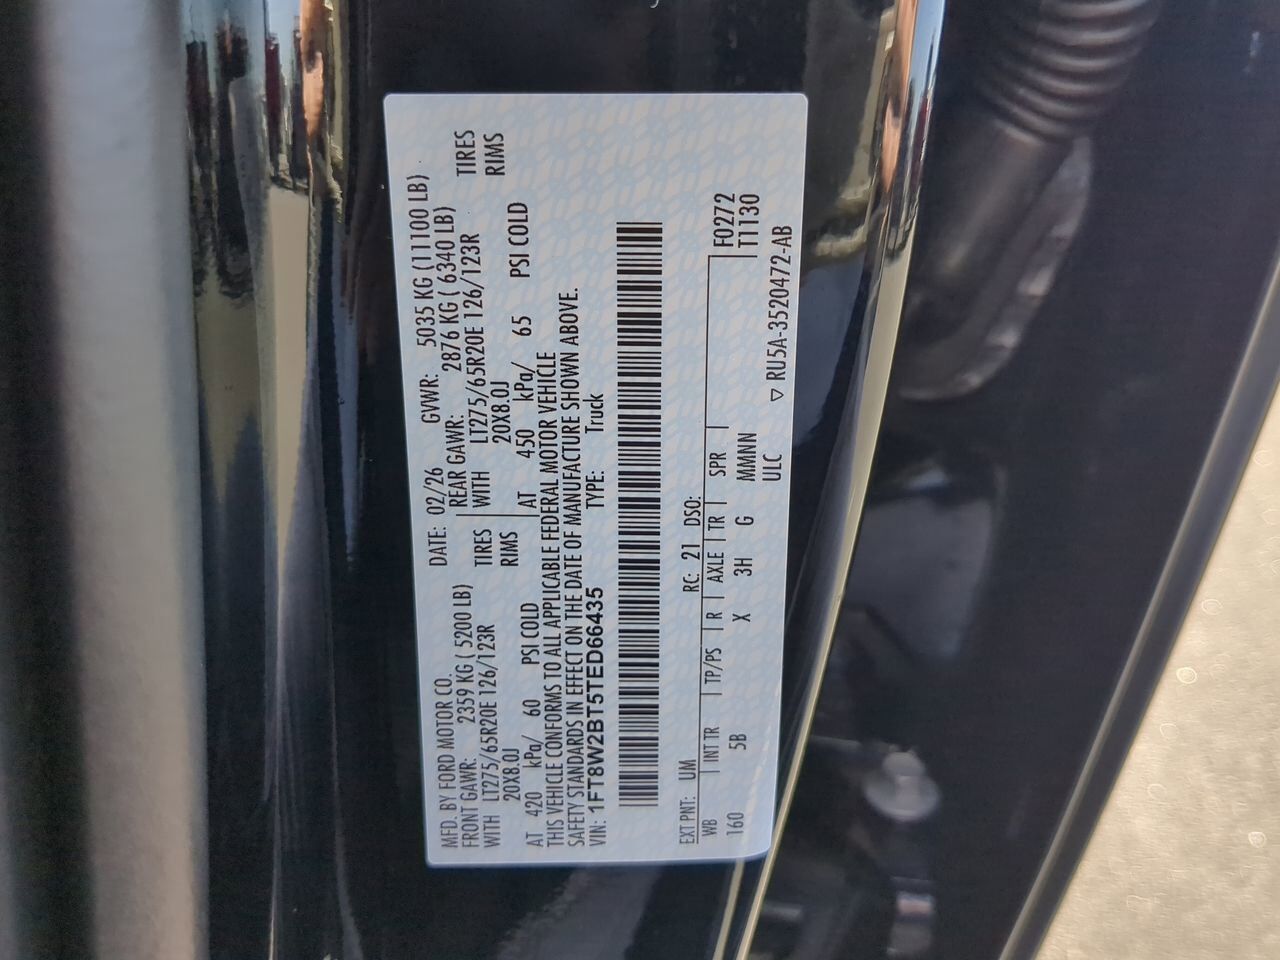 MFD. BY FORD MOTOR CO.
DATE: 02/26 GVWR: 5035 KG (11100 LB)
FRONT GAWR: 2359 KG ( 5200 LB) REAR GAWR: 2876 KG ( 6340 LB)
WITH LT275/65R20E 126/123R TIRES WITH LT275/65R20E 126/123R TIRES
20X8.0J RIMS 20X8.0J RIMS
AT 420 kPa/ 60 PSI COLD AT 450 kPa/ 65 PSI COLD
THIS VEHICLE CONFORMS TO ALL APPLICABLE FEDERAL MOTOR VEHICLE
SAFETY STANDARDS IN EFFECT ON THE DATE OF MANUFACTURE SHOWN ABOVE.
VIN: 1FT8W2BT5TED66435 TYPE: Truck
EXT PNT: UM RC: 21 DSO:
WB INT TR TP/PS R AXLE TR SPR F0272
160 5B X 3H G MMNN T1130
ULC ▽ RU5A-3520472-AB